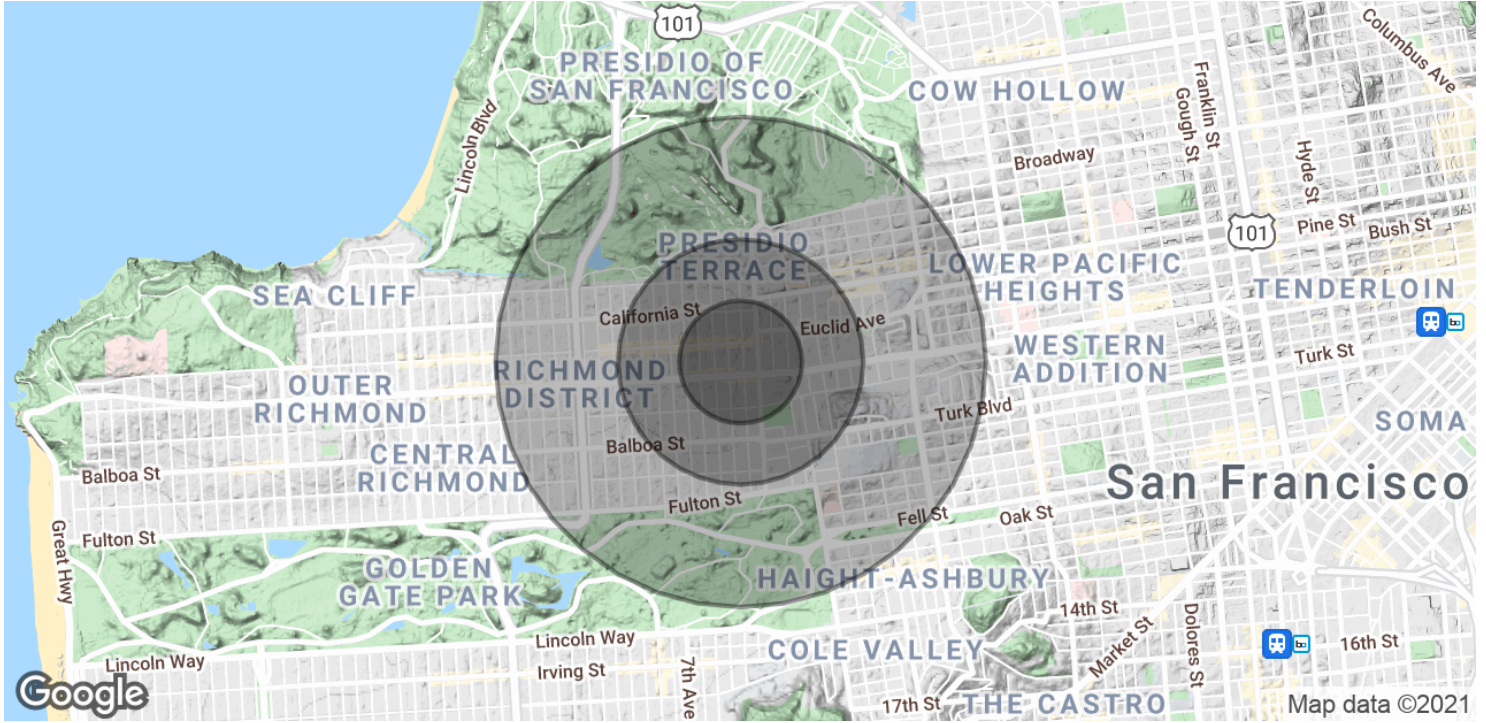 101
Columbus Ave
PRESIDIO OF
SAN FRANCISCO
COW HOLLOW
Franklin St
Gough St
Lincoln Blvd
Broadway
Hyde St
Pine St
Bush St
101
PRESIDIO
TERRACE
LOWER PACIFIC
HEIGHTS
TENDERLOIN
SEA CLIFF
California St
Euclid Ave
Turk St
WESTERN
ADDITION
RICHMOND
DISTRICT
OUTER
RICHMOND
Turk Blvd
SOMA
Balboa St
CENTRAL
RICHMOND
Balboa St
San Francisco
Fulton St
Fell St
Oak St
Great Hwy
Fulton St
GOLDEN
GATE PARK
HAIGHT-ASHBURY
14th St
Dolores St
Market St
16th St
Lincoln Way
COLE VALLEY
Lincoln Way
Irving St
7th Ave
17th St
THE CASTRO
Google
Map data ©2021